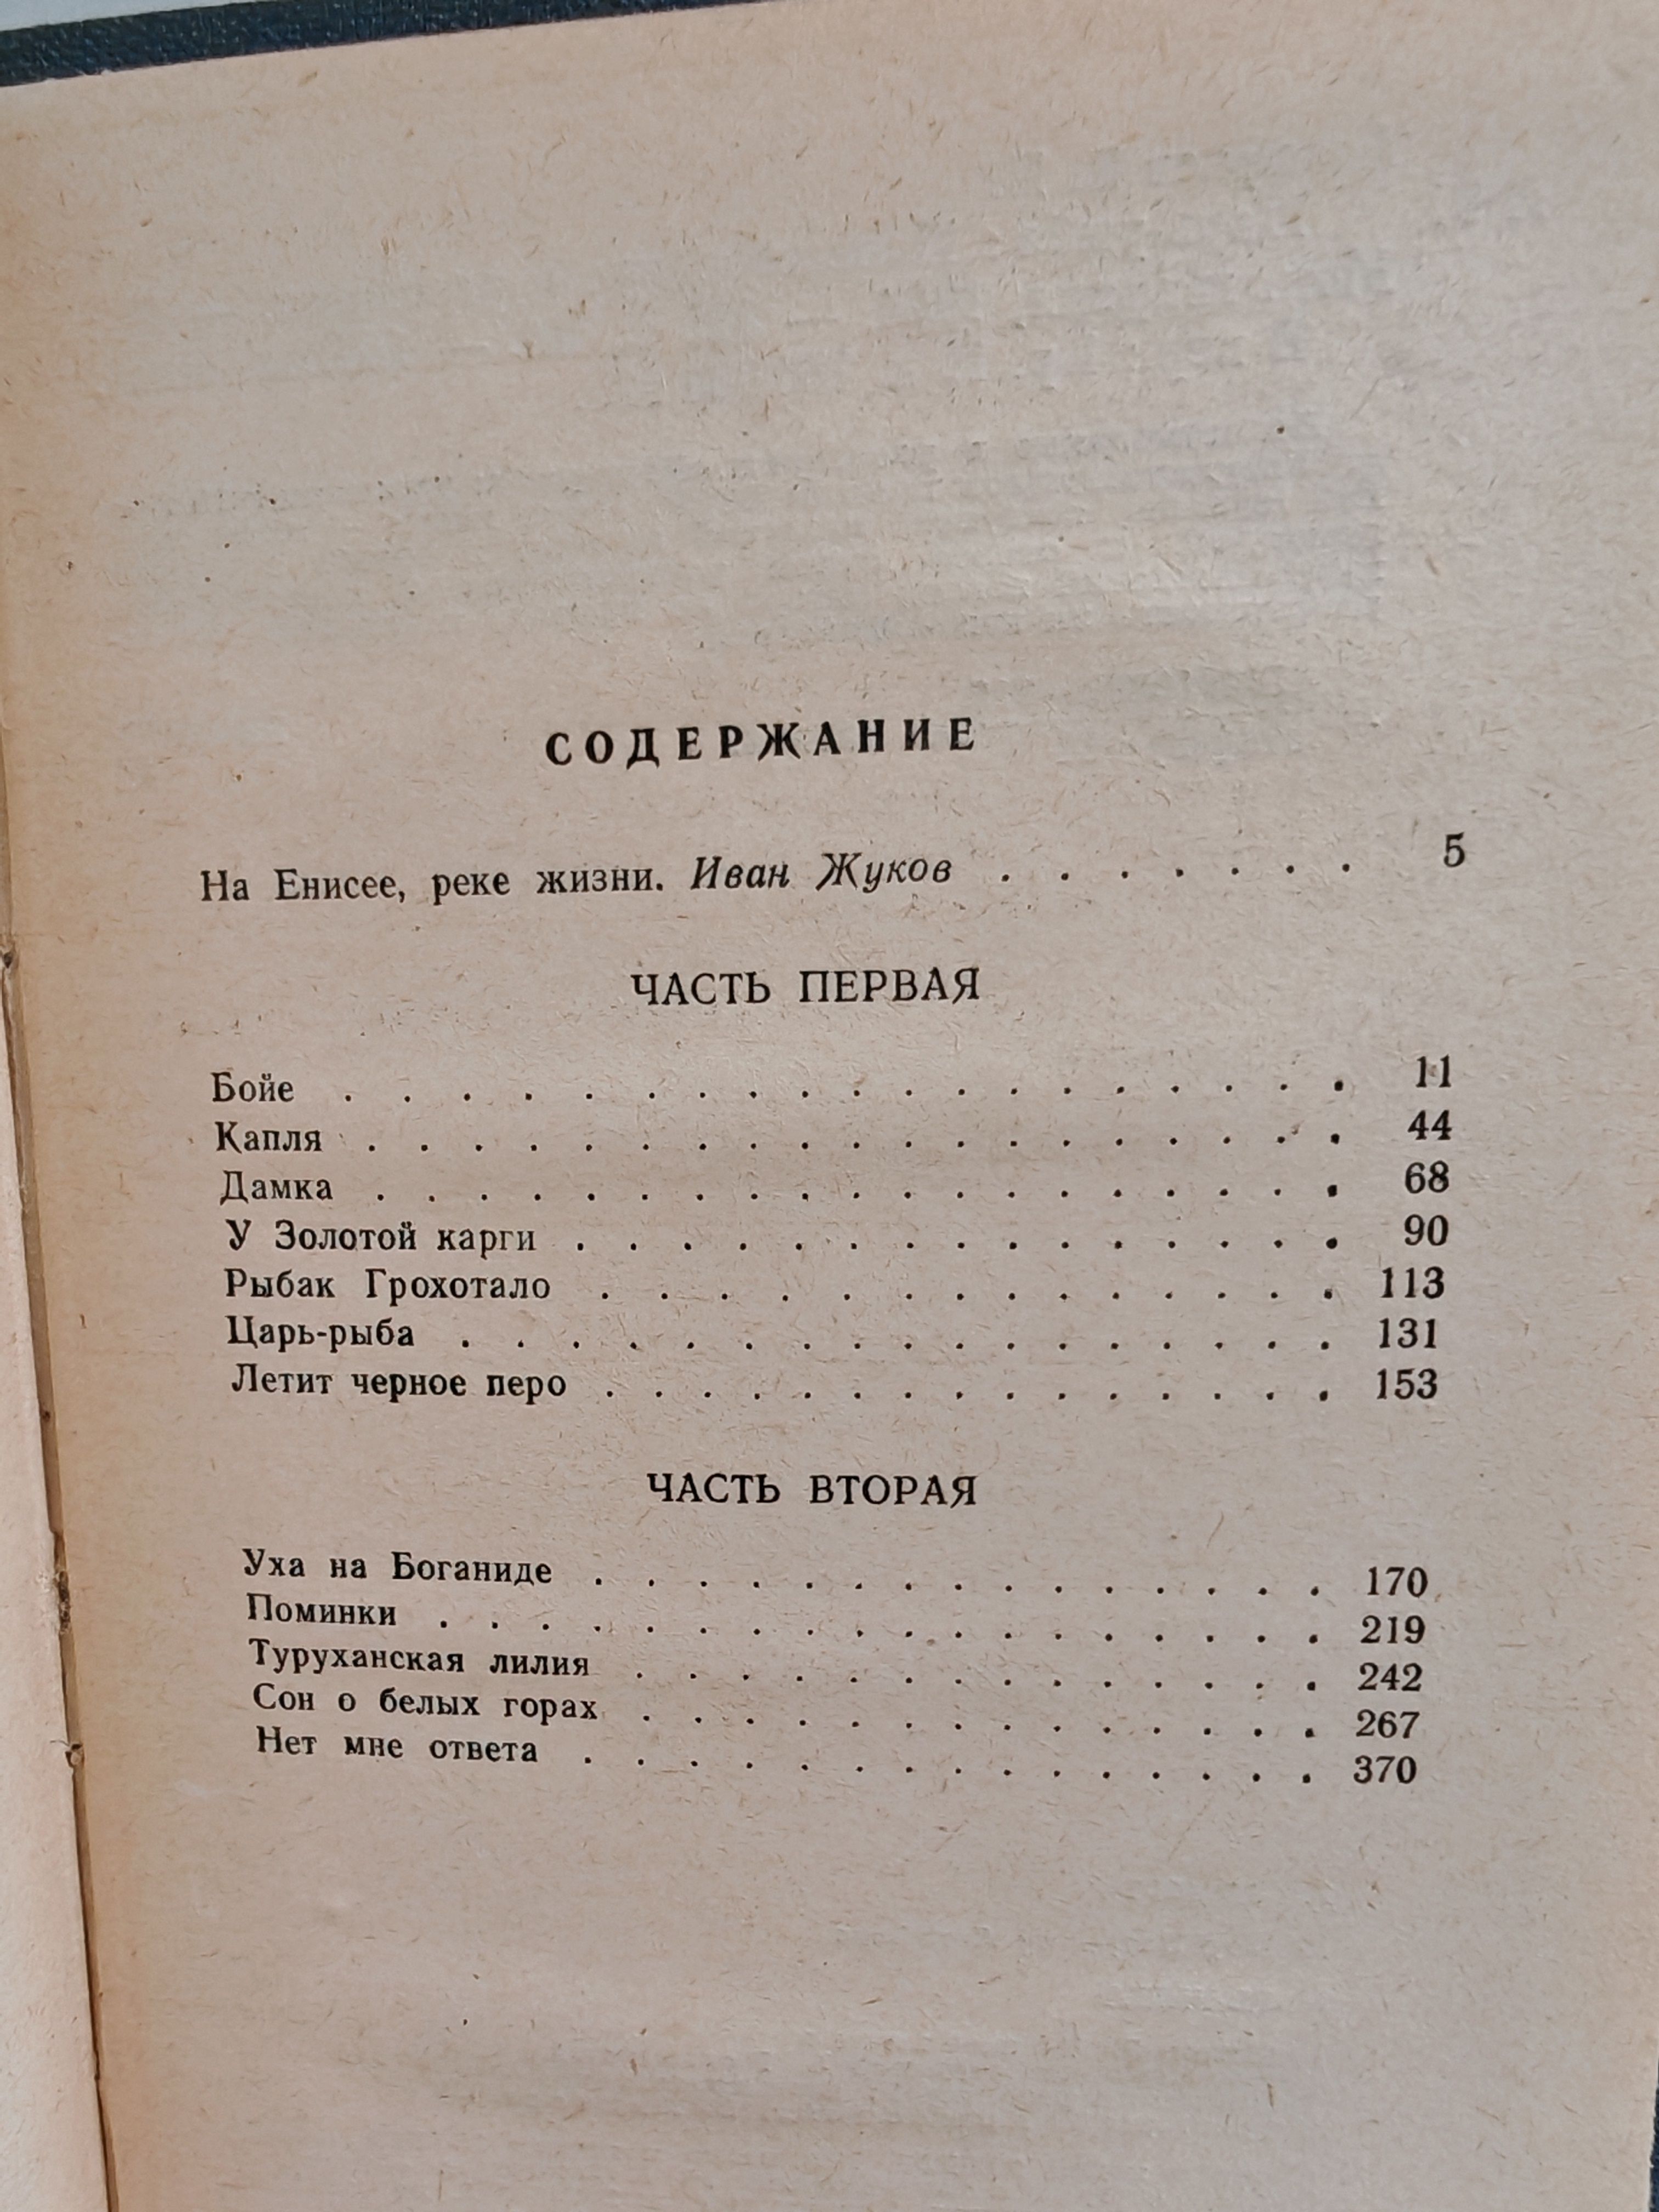 СОДЕРЖАНИЕ
На Енисее, реке жизни. Иван Жуков . . . . . . . 5
ЧАСТЬ ПЕРВАЯ
Бойе . . . . . . . . . . . . . . . . . . 11
Капля . . . . . . . . . . . . . . . . . . 44
Дамка . . . . . . . . . . . . . . . . . . 68
У Золотой карги . . . . . . . . . . . . . . 90
Рыбак Грохотало . . . . . . . . . . . . . 113
Царь-рыба . . . . . . . . . . . . . . . . 131
Летит черное перо . . . . . . . . . . . . . . 153
ЧАСТЬ ВТОРАЯ
Уха на Боганиде . . . . . . . . . . . . . . 170
Поминки . . . . . . . . . . . . . . . . . 219
Туруханская лилия . . . . . . . . . . . . . 242
Сон о белых горах . . . . . . . . . . . . . 267
Нет мне ответа . . . . . . . . . . . . . . 370